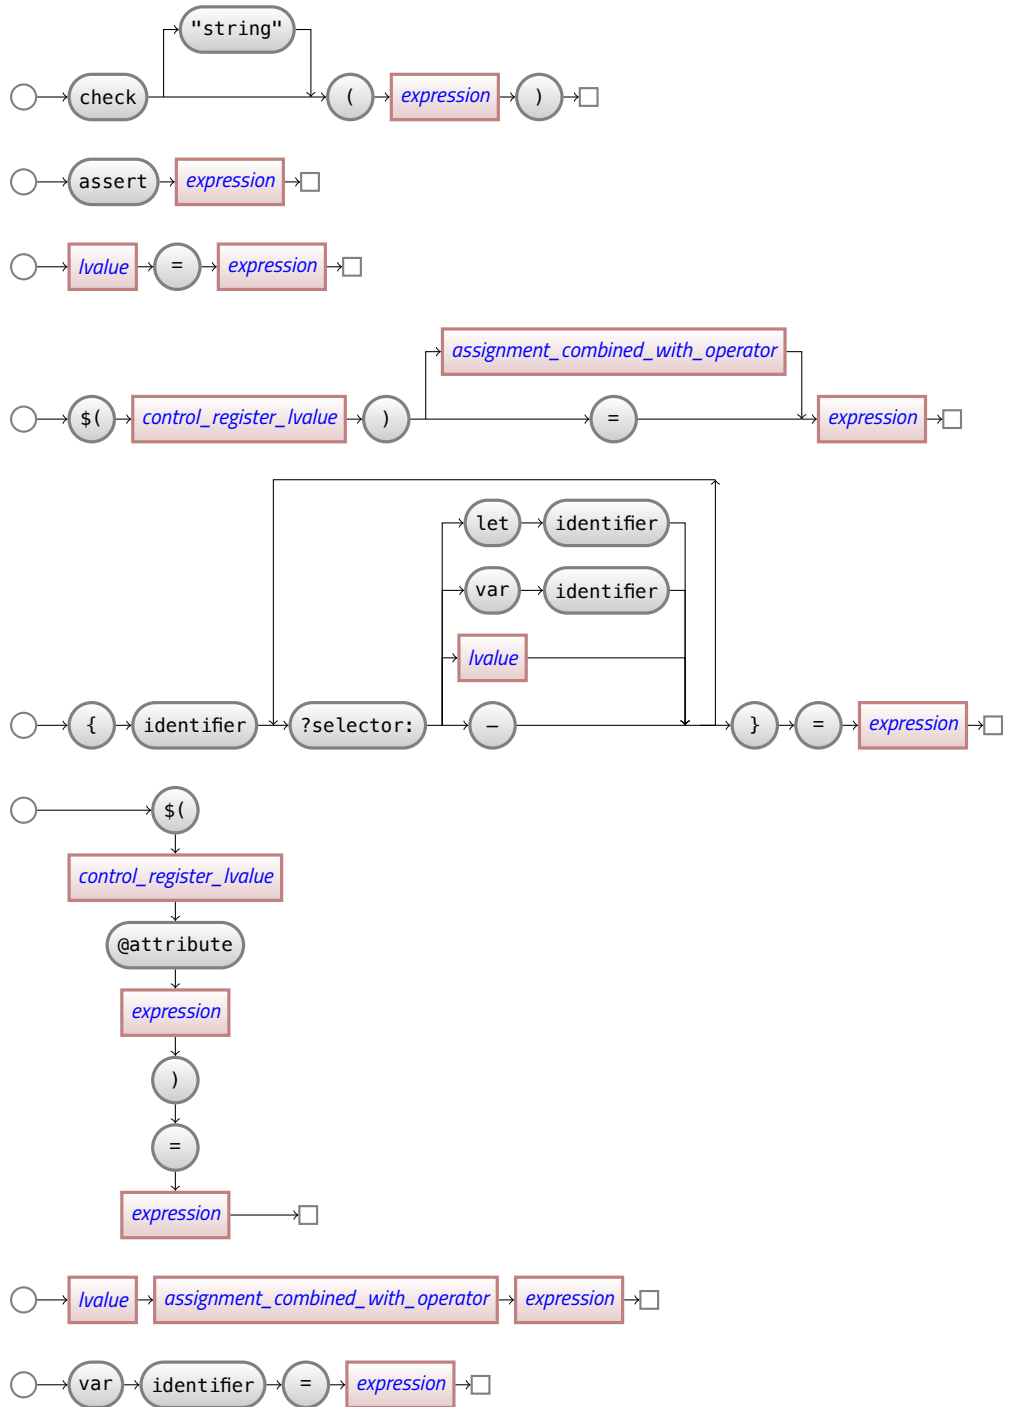 "string"
check ( expression )
assert expression
lvalue = expression
assignment_combined_with_operator
$( control_register_lvalue ) = expression
let identifier
var identifier
lvalue
{ identifier ?selector: – } = expression
$(
control_register_lvalue
@attribute
expression
)
=
expression
lvalue assignment_combined_with_operator expression
var identifier = expression